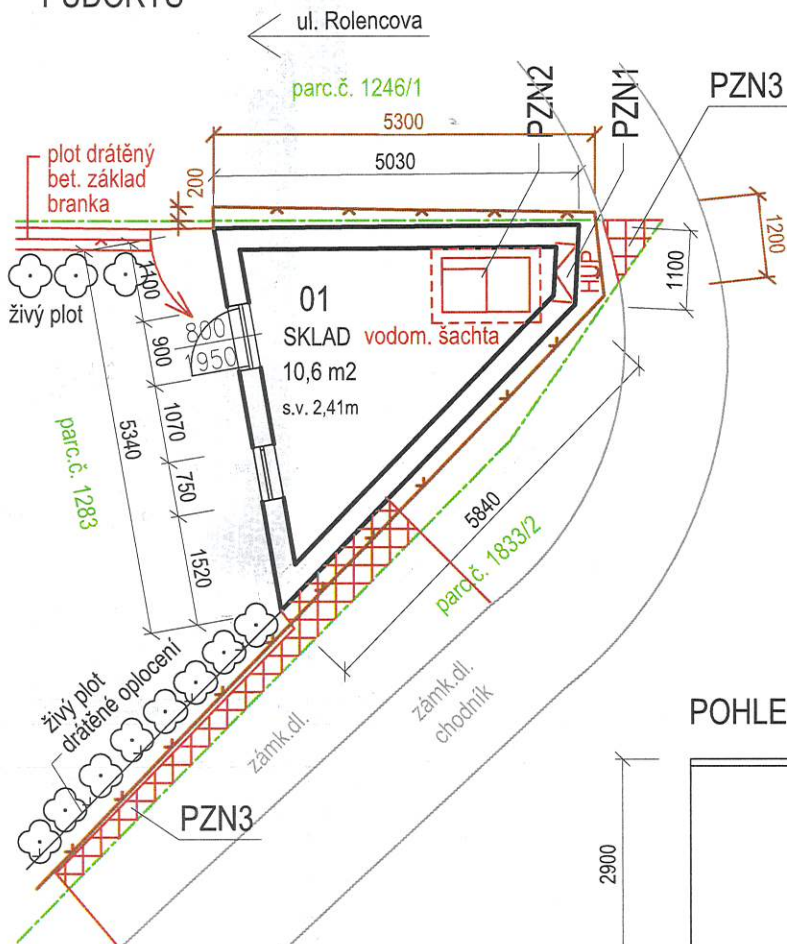 PŮDORYS
ul. Rolencova
parc.č. 1246/1
PZN2
PZN1
PZN3
5300
5030
200
plot drátěný
bet. základ
branka
1200
1100
HUP
živý plot
1100
800
1950
900
01
SKLAD
10,6 m2
s.v. 2,41m
vodom. šachta
parc.č. 1283
5340
1070
750
1520
5840
parc.č. 1833/2
živý plot
drátěné oplocení
zámk.dl.
zámk.dl.
chodník
PZN3
POHLE
2900